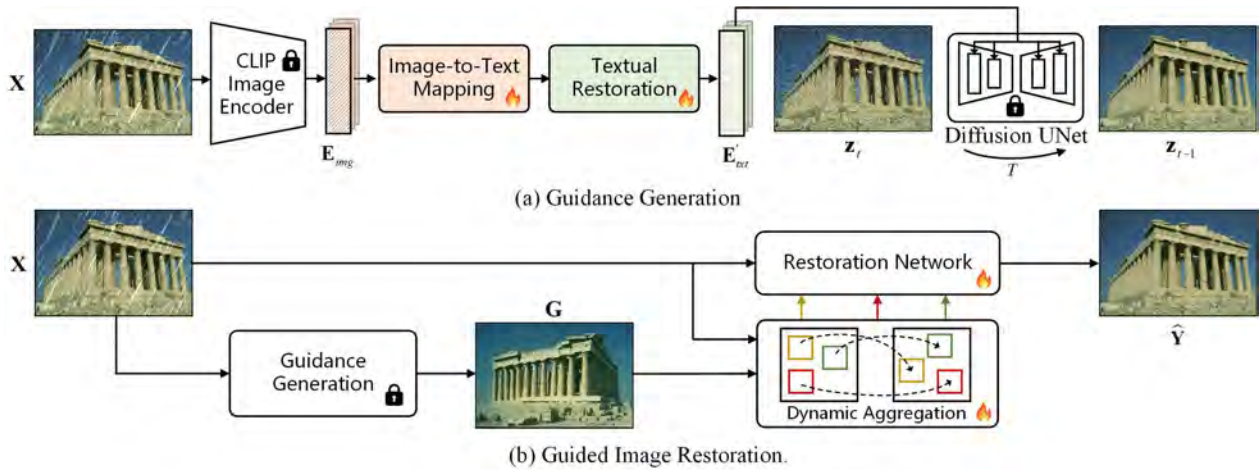 X
CLIP
Image
Encoder
E_img
Image-to-Text
Mapping
Textual
Restoration
E'_txt
z_t
Diffusion UNet
T
z_{t-1}
(a) Guidance Generation
X
Guidance
Generation
G
Restoration Network
Dynamic Aggregation
Ŷ
(b) Guided Image Restoration.